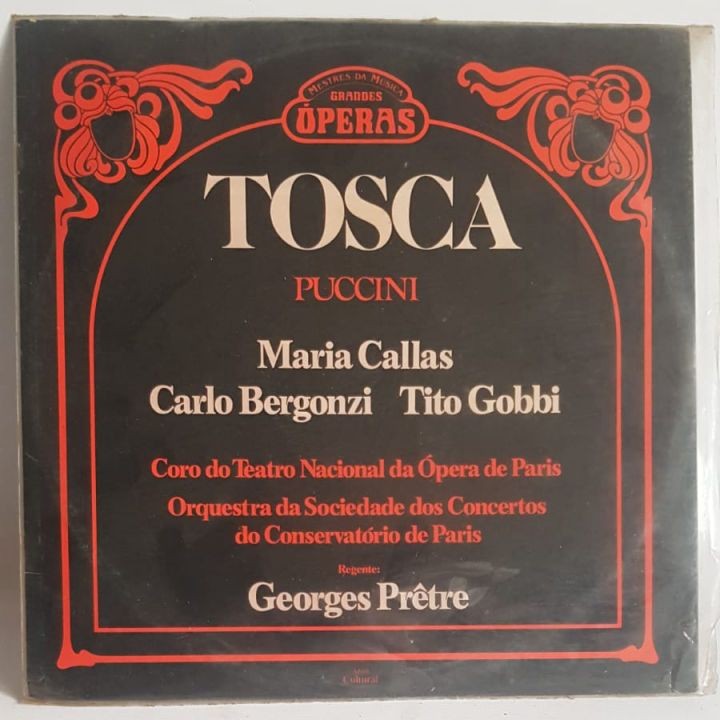 MESTRES DA MÚSICA
GRANDES
ÓPERAS
TOSCA
PUCCINI
Maria Callas
Carlo Bergonzi Tito Gobbi
Coro do Teatro Nacional da Ópera de Paris
Orquestra da Sociedade dos Concertos
do Conservatório de Paris
Regente:
Georges Prêtre
Abril
Cultural